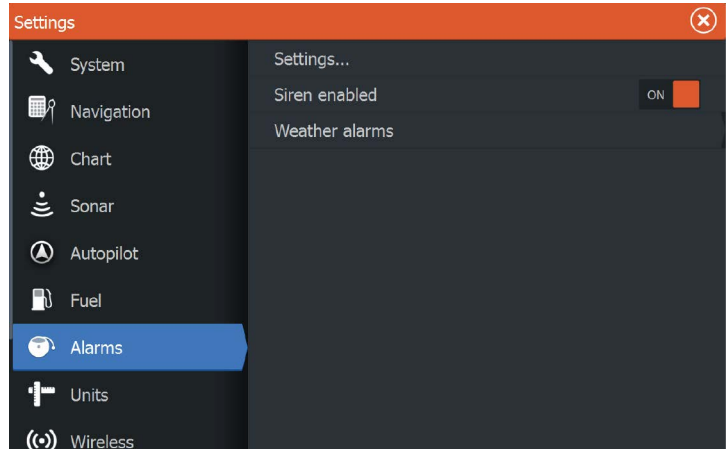 Settings
System
Navigation
Chart
Sonar
Autopilot
Fuel
Alarms
Units
Wireless
Settings...
Siren enabled ON
Weather alarms